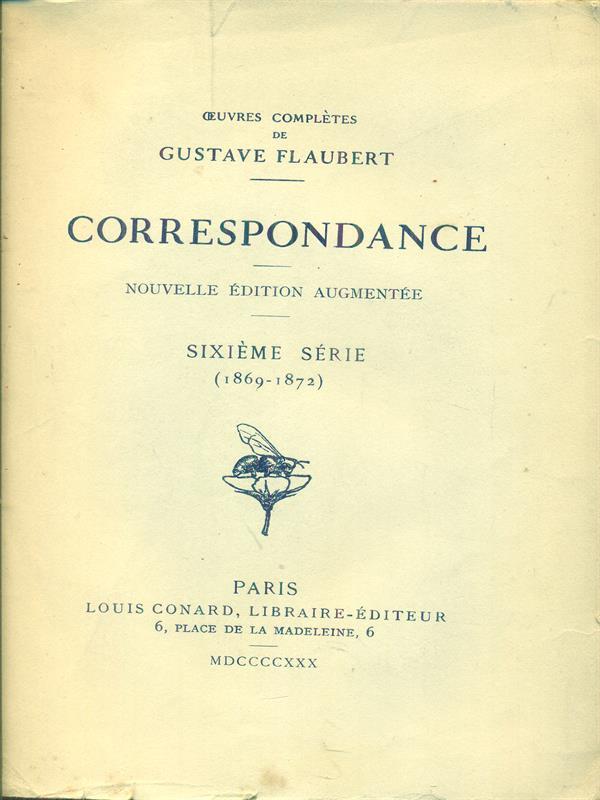 ŒUVRES COMPLÈTES
DE
GUSTAVE FLAUBERT
CORRESPONDANCE
NOUVELLE ÉDITION AUGMENTÉE
SIXIÈME SÉRIE
(1869-1872)
PARIS
LOUIS CONARD, LIBRAIRE-ÉDITEUR
6, PLACE DE LA MADELEINE, 6
MDCCCCXXX